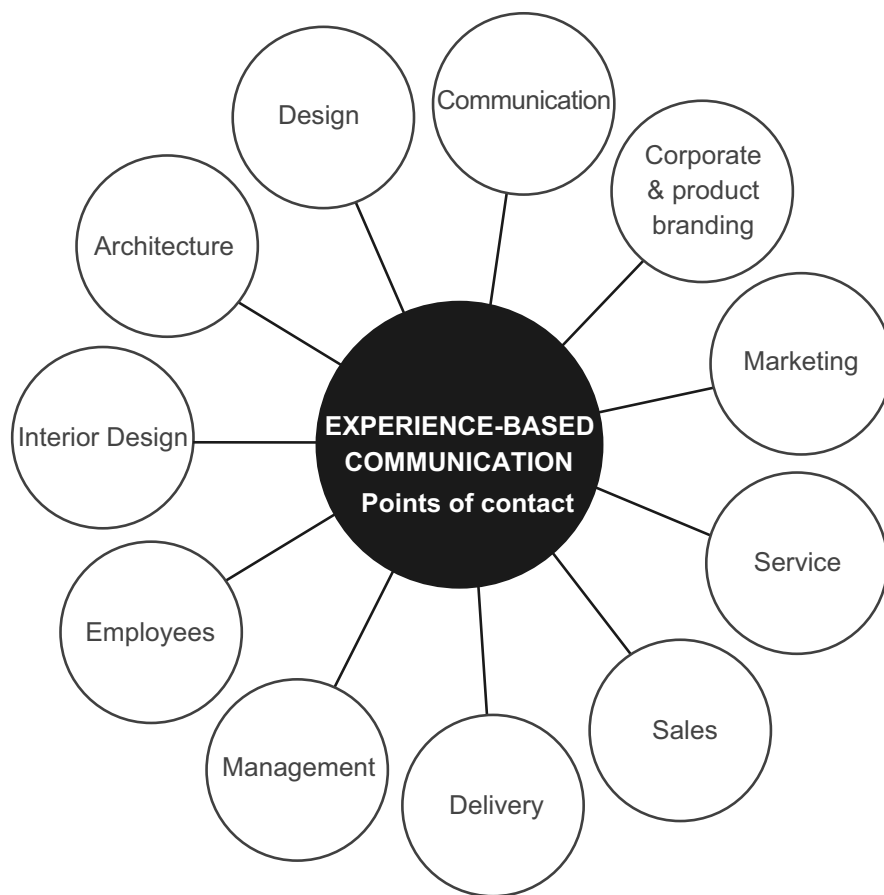 Communication
Design
Corporate
& product
branding
Architecture
Marketing
Interior Design
EXPERIENCE-BASED
COMMUNICATION
Points of contact
Service
Employees
Sales
Management
Delivery